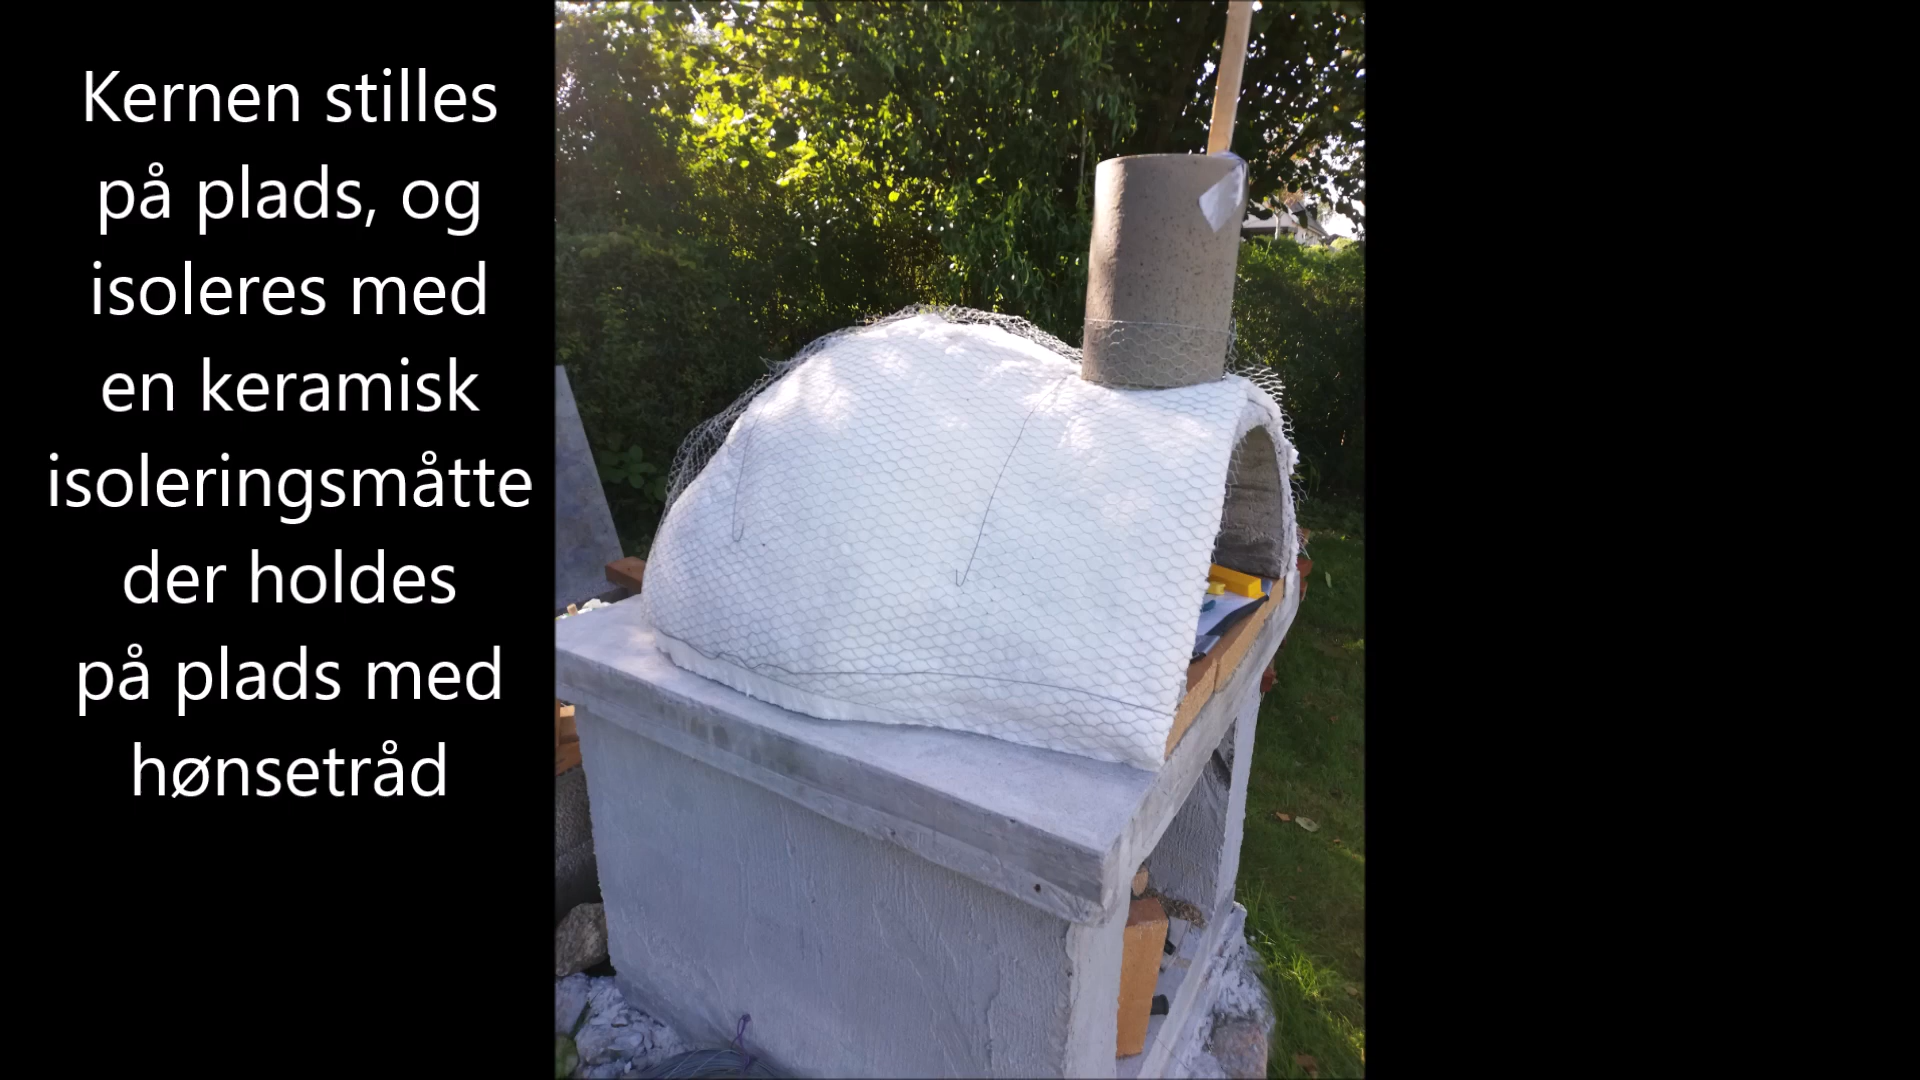 Kernen stilles
på plads, og
isoleres med
en keramisk
isoleringsmåtte
der holdes
på plads med
hønsetråd